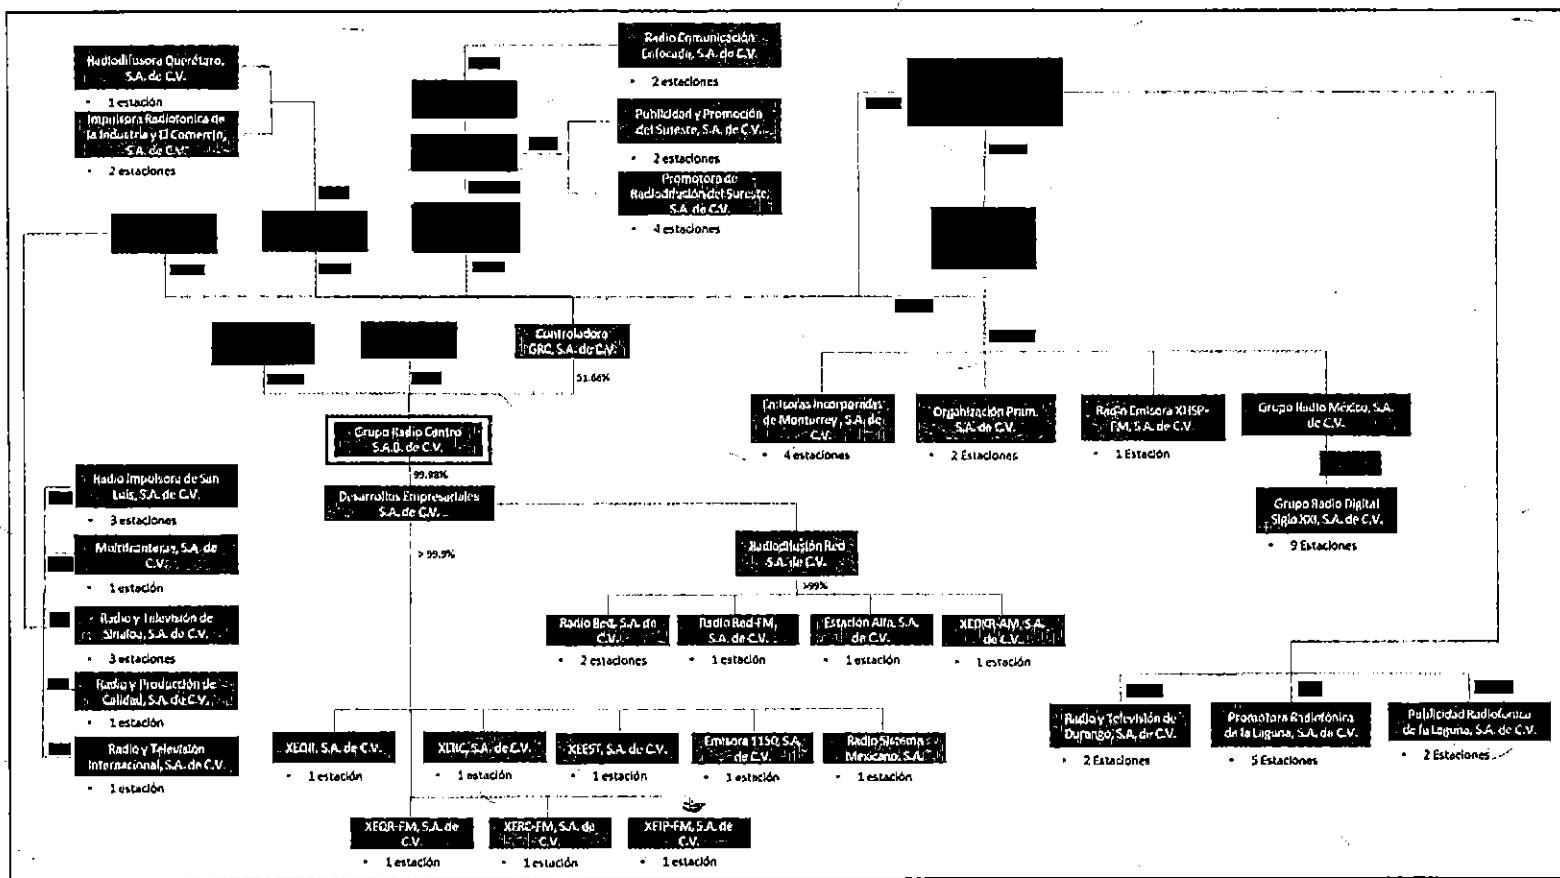 Radiodifusora Querétaro,
S.A. de C.V.
• 1 estación
Impulsora Radiofónica de
la Industria y El Comercio,
S.A. de C.V.
• 2 estaciones
Radio Comunicación
Enfocada, S.A. de C.V.
• 2 estaciones
Publicidad y Promoción
del Sureste, S.A. de C.V.
• 2 estaciones
Promotora de
Radiodifusión del Sureste,
S.A. de C.V.
• 4 estaciones
Controladora
GRC, S.A. de C.V.
51.66%
Grupo Radio Centro
S.A.B. de C.V.
99.98%
Desarrollos Empresariales
S.A. de C.V.
> 99.9%
Radiodifusión Red
S.A. de C.V.
>99%
Radio Red, S.A. de
C.V.
• 2 estaciones
Radio Red-FM,
S.A. de C.V.
• 1 estación
Estación Alfa, S.A.
de C.V.
• 1 estación
XEDKR-AM, S.A.
de C.V.
• 1 estación
Emisoras Incorporadas
de Monterrey, S.A. de
C.V.
• 4 estaciones
Organización Prum,
S.A. de C.V.
• 2 Estaciones
Radio Emisora XHSP-
FM, S.A. de C.V.
• 1 Estación
Grupo Radio México, S.A.
de C.V.
Grupo Radio Digital
Siglo XXI, S.A. de C.V.
• 9 Estaciones
Radio Impulsora de San
Luis, S.A. de C.V.
• 3 estaciones
Multifronteras, S.A. de
C.V.
• 1 estación
Radio y Televisión de
Sinaloa, S.A. de C.V.
• 3 estaciones
Radio y Producción de
Calidad, S.A. de C.V.
• 1 estación
Radio y Televisión
Internacional, S.A. de C.V.
• 1 estación
S.A. de C.V.
• 1 estación
S.A. de C.V.
• 1 estación
XEEST, S.A. de C.V.
• 1 estación
Emisora 1150, S.A.
de C.V.
• 1 estación
Radio Sistema
Mexicano, S.A.
• 1 estación
XEQR-FM, S.A. de
C.V.
• 1 estación
XERC-FM, S.A. de
C.V.
• 1 estación
XEJP-FM, S.A. de
C.V.
• 1 estación
Radio y Televisión de
Durango, S.A. de C.V.
• 2 Estaciones
Promotora Radiofónica
de la Laguna, S.A. de C.V.
• 5 Estaciones
Publicidad Radiofónica
de la Laguna, S.A. de C.V.
• 2 Estaciones